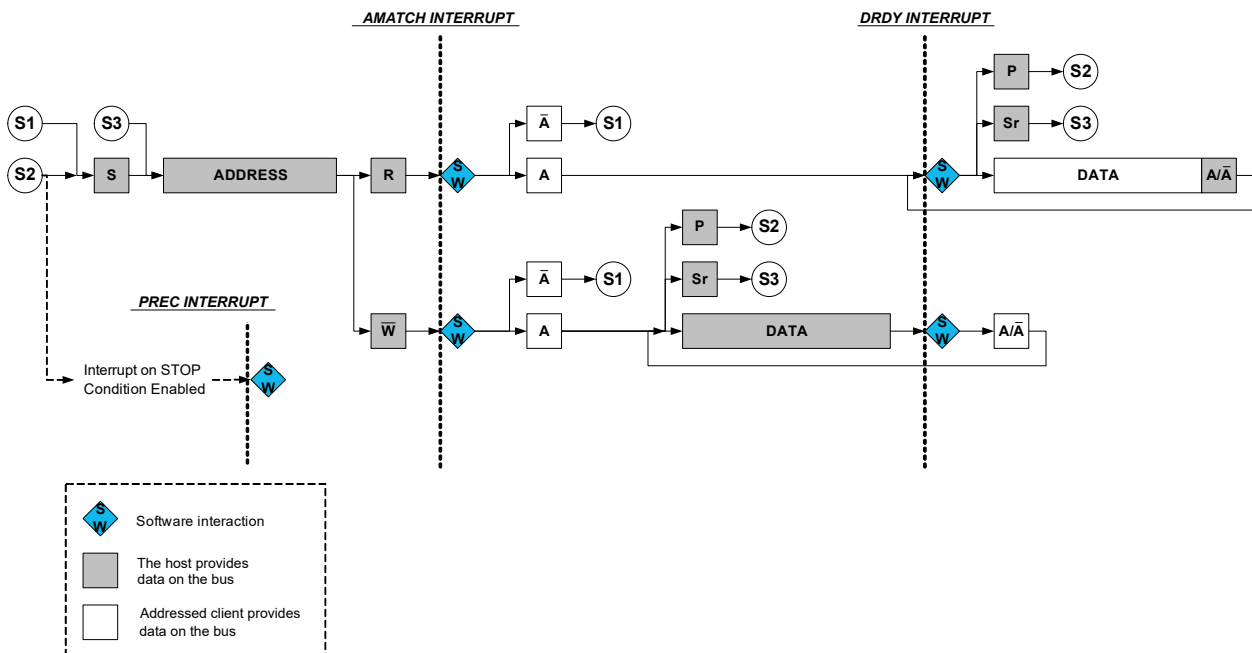 AMATCH INTERRUPT
DRDY INTERRUPT
P
S2
S1
S3
Ā
S1
Sr
S3
S2
S
ADDRESS
R
S
W
A
S
W
DATA
A/Ā
P
S2
Ā
S1
Sr
S3
PREC INTERRUPT
W̅
S
W
A
DATA
S
W
A/Ā
Interrupt on STOP
Condition Enabled
S
W
S
W
Software interaction
The host provides
data on the bus
Addressed client provides
data on the bus